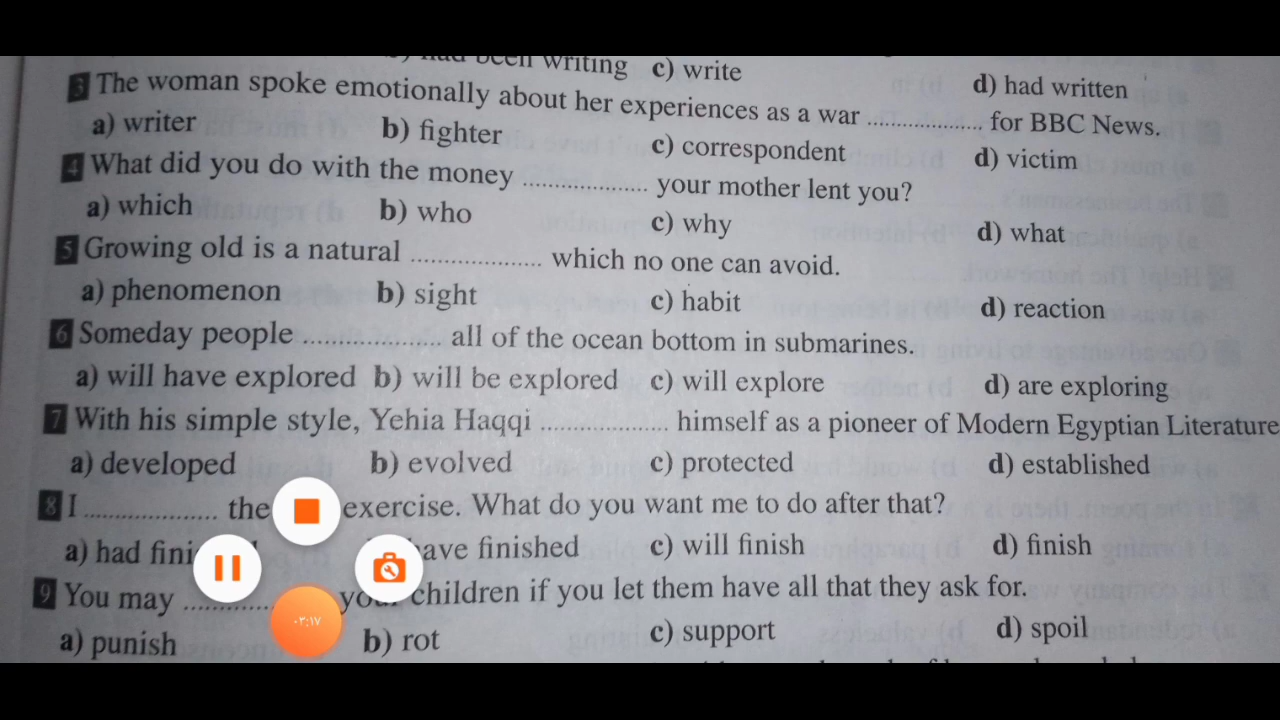 been writing c) write d) had written
3 The woman spoke emotionally about her experiences as a war .................. for BBC News.
a) writer b) fighter c) correspondent d) victim
4 What did you do with the money .................. your mother lent you?
a) which b) who c) why d) what
5 Growing old is a natural .................. which no one can avoid.
a) phenomenon b) sight c) habit d) reaction
6 Someday people .................. all of the ocean bottom in submarines.
a) will have explored b) will be explored c) will explore d) are exploring
7 With his simple style, Yehia Haqqi .................. himself as a pioneer of Modern Egyptian Literature
a) developed b) evolved c) protected d) established
8 I .................. the exercise. What do you want me to do after that?
a) had finished c) will finish d) finish
9 You may .............. your children if you let them have all that they ask for.
a) punish b) rot c) support d) spoil
٠٣:١٧